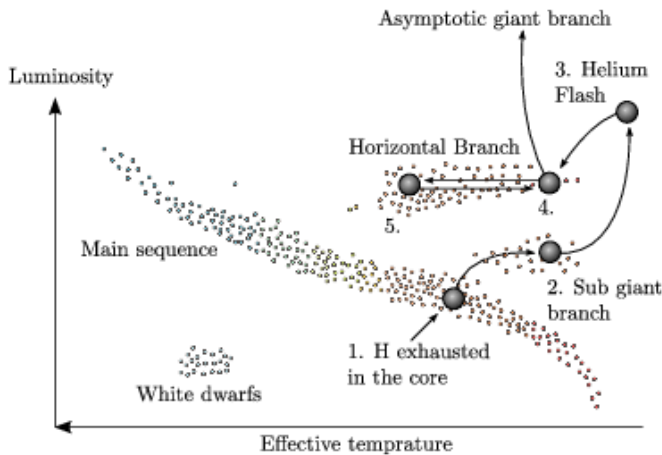 Asymptotic giant branch
Luminosity
3. Helium
Flash
Horizontal Branch
4.
5.
Main sequence
2. Sub giant
branch
1. H exhausted
in the core
White dwarfs
Effective temprature